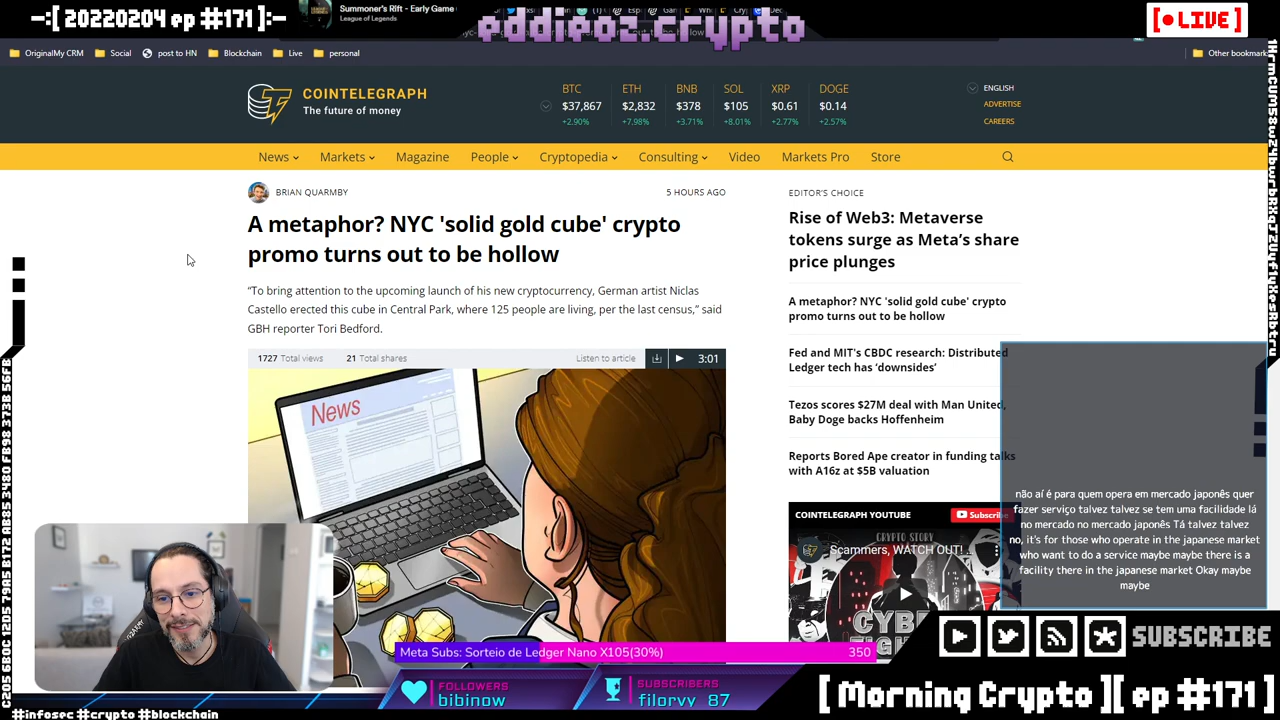 -:[ 20220204 ep #171 ]:-
Summoner's Rift - Early Game
League of Legends
eddieoz.crypto
[•LIVE]
OriginalMy CRM
Social
post to HN
Blockchain
Live
personal
Other bookmark
COINTELEGRAPH
The future of money
BTC ETH BNB SOL XRP DOGE
$37,867 $2,832 $378 $105 $0.61 $0.14
+2.90% +7.98% +3.71% +8.01% +2.77% +2.57%
ENGLISH
ADVERTISE
CAREERS
News Markets Magazine People Cryptopedia Consulting Video Markets Pro Store
BRIAN QUARMBY
5 HOURS AGO
A metaphor? NYC 'solid gold cube' crypto
promo turns out to be hollow
“To bring attention to the upcoming launch of his new cryptocurrency, German artist Niclas
Castello erected this cube in Central Park, where 125 people are living, per the last census,” said
GBH reporter Tori Bedford.
1727 Total views 21 Total shares Listen to article 3:01
News
EDITOR'S CHOICE
Rise of Web3: Metaverse
tokens surge as Meta’s share
price plunges
A metaphor? NYC 'solid gold cube' crypto
promo turns out to be hollow
Fed and MIT's CBDC research: Distributed
Ledger tech has ‘downsides’
Tezos scores $27M deal with Man United,
Baby Doge backs Hoffenheim
Reports Bored Ape creator in funding talks
with A16z at $5B valuation
COINTELEGRAPH YOUTUBE
Subscribe
CRYPTO STORY
Scammers, WATCH OUT! ...
CYBE
não aí é para quem opera em mercado japonês quer
fazer serviço talvez talvez se tem uma facilidade lá
no mercado no mercado japonês Tá talvez talvez
no, it's for those who operate in the japanese market
who want to do a service maybe maybe there is a
facility there in the japanese market Okay maybe
maybe
Meta Subs: Sorteio de Ledger Nano X105(30%) 350
FOLLOWERS
bibinow
SUBSCRIBERS
filorvy 87
SUBSCRIBE
[ Morning Crypto ][ ep #171 ]
#infosec #crypto #blockchain